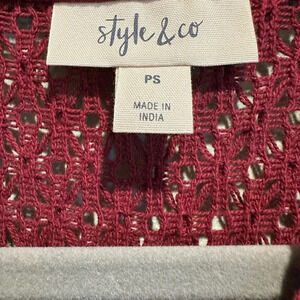 style & co
PS
MADE IN
INDIA